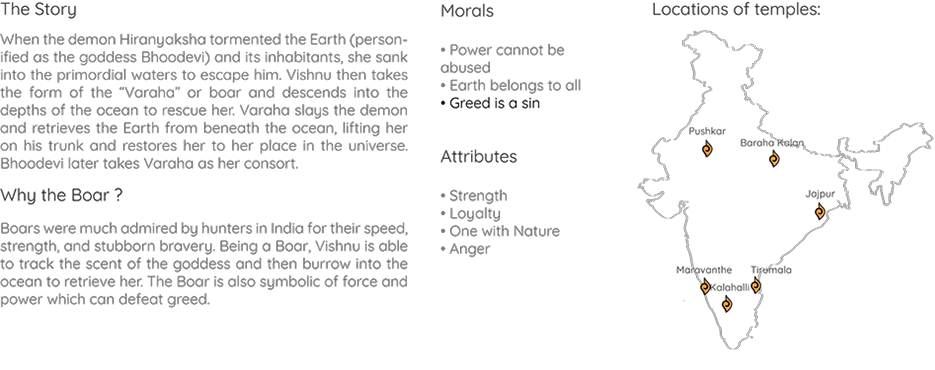 The Story
When the demon Hiranyaksha tormented the Earth (person-
ified as the goddess Bhoodevi) and its inhabitants, she sank
into the primordial waters to escape him. Vishnu then takes
the form of the “Varaha” or boar and descends into the
depths of the ocean to rescue her. Varaha slays the demon
and retrieves the Earth from beneath the ocean, lifting her
on his trunk and restores her to her place in the universe.
Bhoodevi later takes Varaha as her consort.
Why the Boar ?
Boars were much admired by hunters in India for their speed,
strength, and stubborn bravery. Being a Boar, Vishnu is able
to track the scent of the goddess and then burrow into the
ocean to retrieve her. The Boar is also symbolic of force and
power which can defeat greed.
Morals
• Power cannot be
abused
• Earth belongs to all
• Greed is a sin
Attributes
• Strength
• Loyalty
• One with Nature
• Anger
Locations of temples:
Pushkar
Baraha Kalan
Jajpur
Maravanthe
Tirumala
Kalahalli